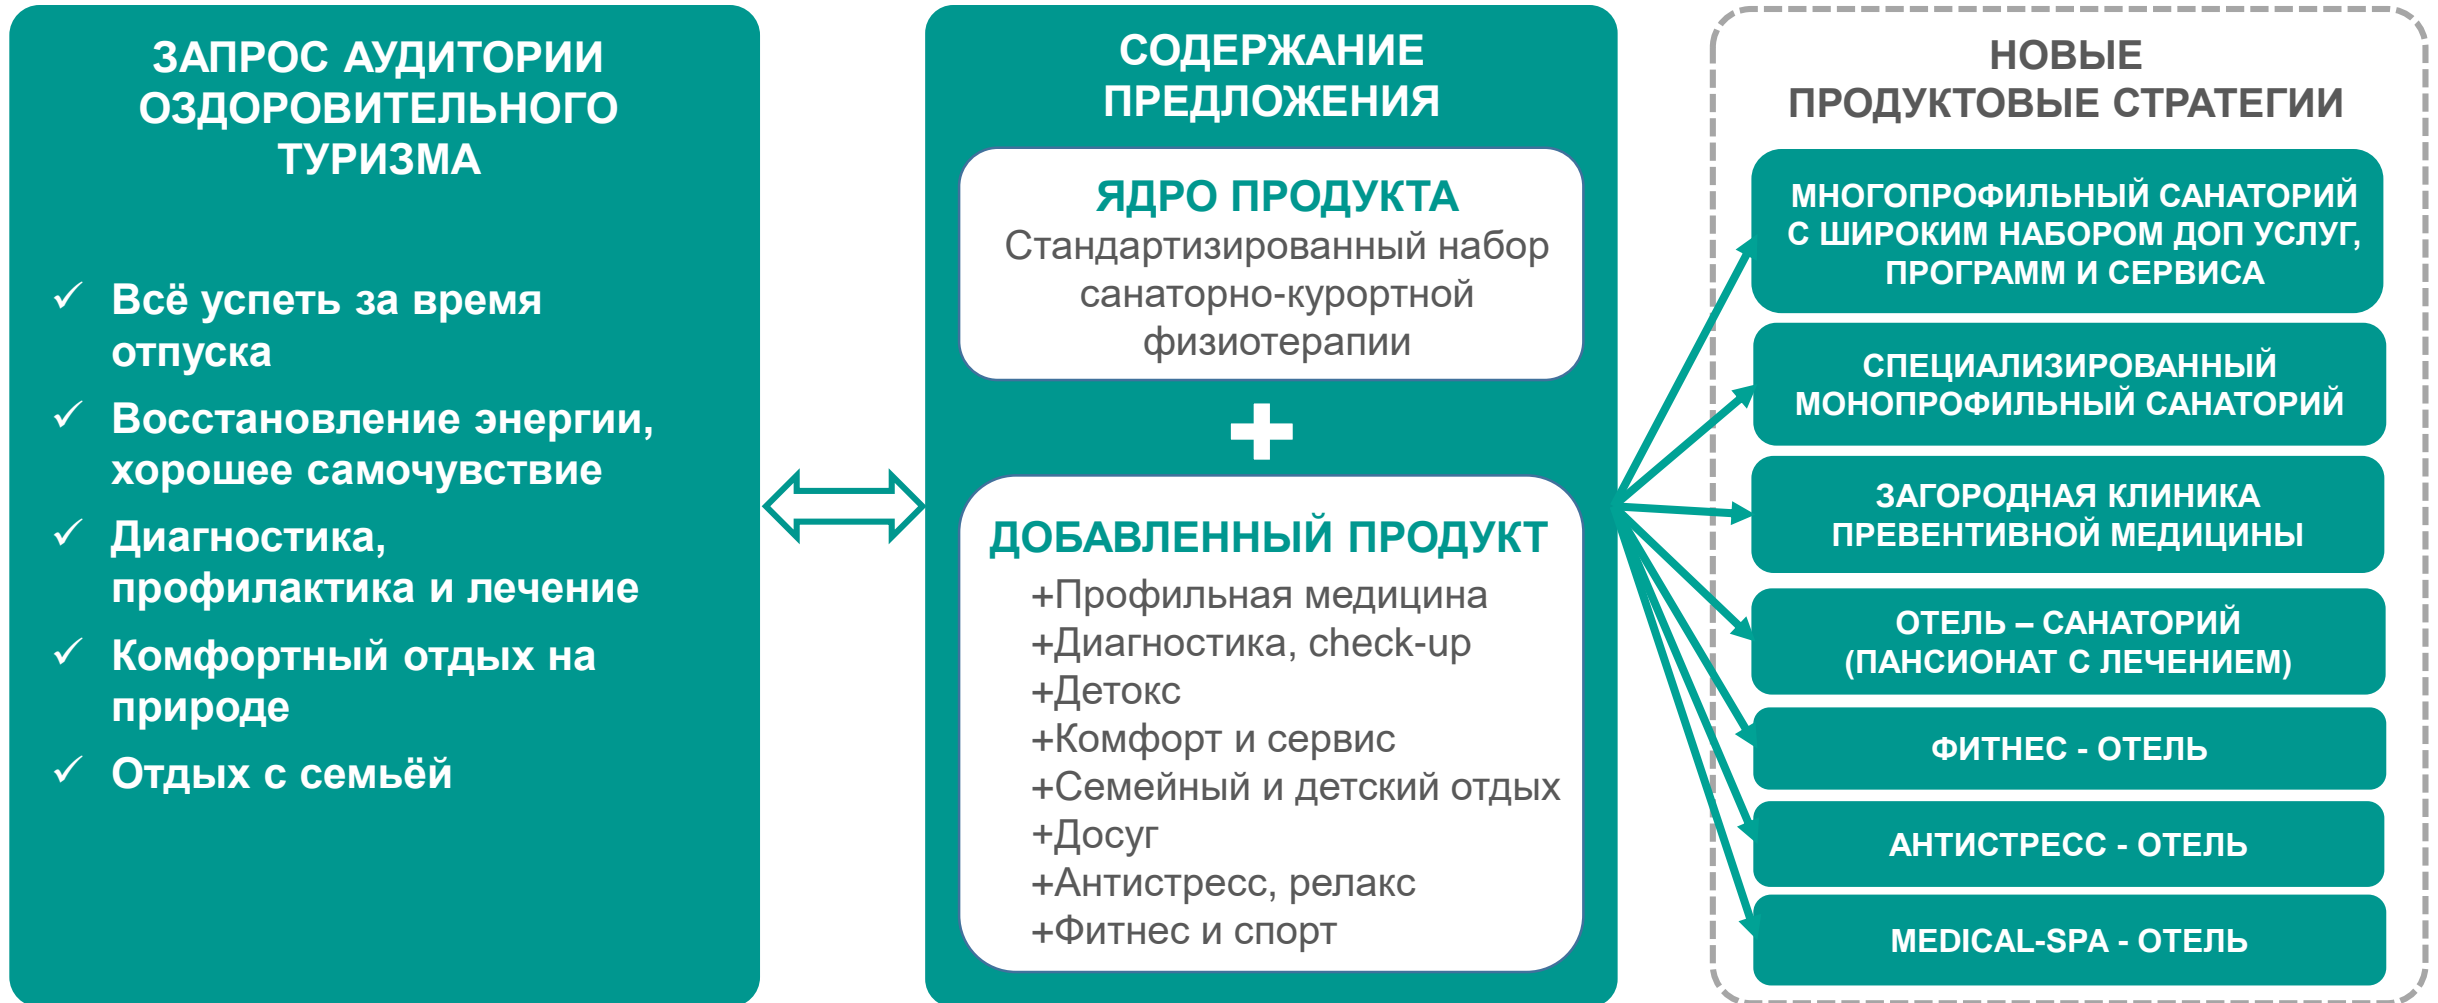 ЗАПРОС АУДИТОРИИ
ОЗДОРОВИТЕЛЬНОГО
ТУРИЗМА
✓ Всё успеть за время
отпуска
✓ Восстановление энергии,
хорошее самочувствие
✓ Диагностика,
профилактика и лечение
✓ Комфортный отдых на
природе
✓ Отдых с семьёй
СОДЕРЖАНИЕ
ПРЕДЛОЖЕНИЯ
ЯДРО ПРОДУКТА
Стандартизированный набор
санаторно-курортной
физиотерапии
+
ДОБАВЛЕННЫЙ ПРОДУКТ
+Профильная медицина
+Диагностика, check-up
+Детокс
+Комфорт и сервис
+Семейный и детский отдых
+Досуг
+Антистресс, релакс
+Фитнес и спорт
НОВЫЕ
ПРОДУКТОВЫЕ СТРАТЕГИИ
МНОГОПРОФИЛЬНЫЙ САНАТОРИЙ
С ШИРОКИМ НАБОРОМ ДОП УСЛУГ,
ПРОГРАММ И СЕРВИСА
СПЕЦИАЛИЗИРОВАННЫЙ
МОНОПРОФИЛЬНЫЙ САНАТОРИЙ
ЗАГОРОДНАЯ КЛИНИКА
ПРЕВЕНТИВНОЙ МЕДИЦИНЫ
ОТЕЛЬ – САНАТОРИЙ
(ПАНСИОНАТ С ЛЕЧЕНИЕМ)
ФИТНЕС - ОТЕЛЬ
АНТИСТРЕСС - ОТЕЛЬ
MEDICAL-SPA - ОТЕЛЬ